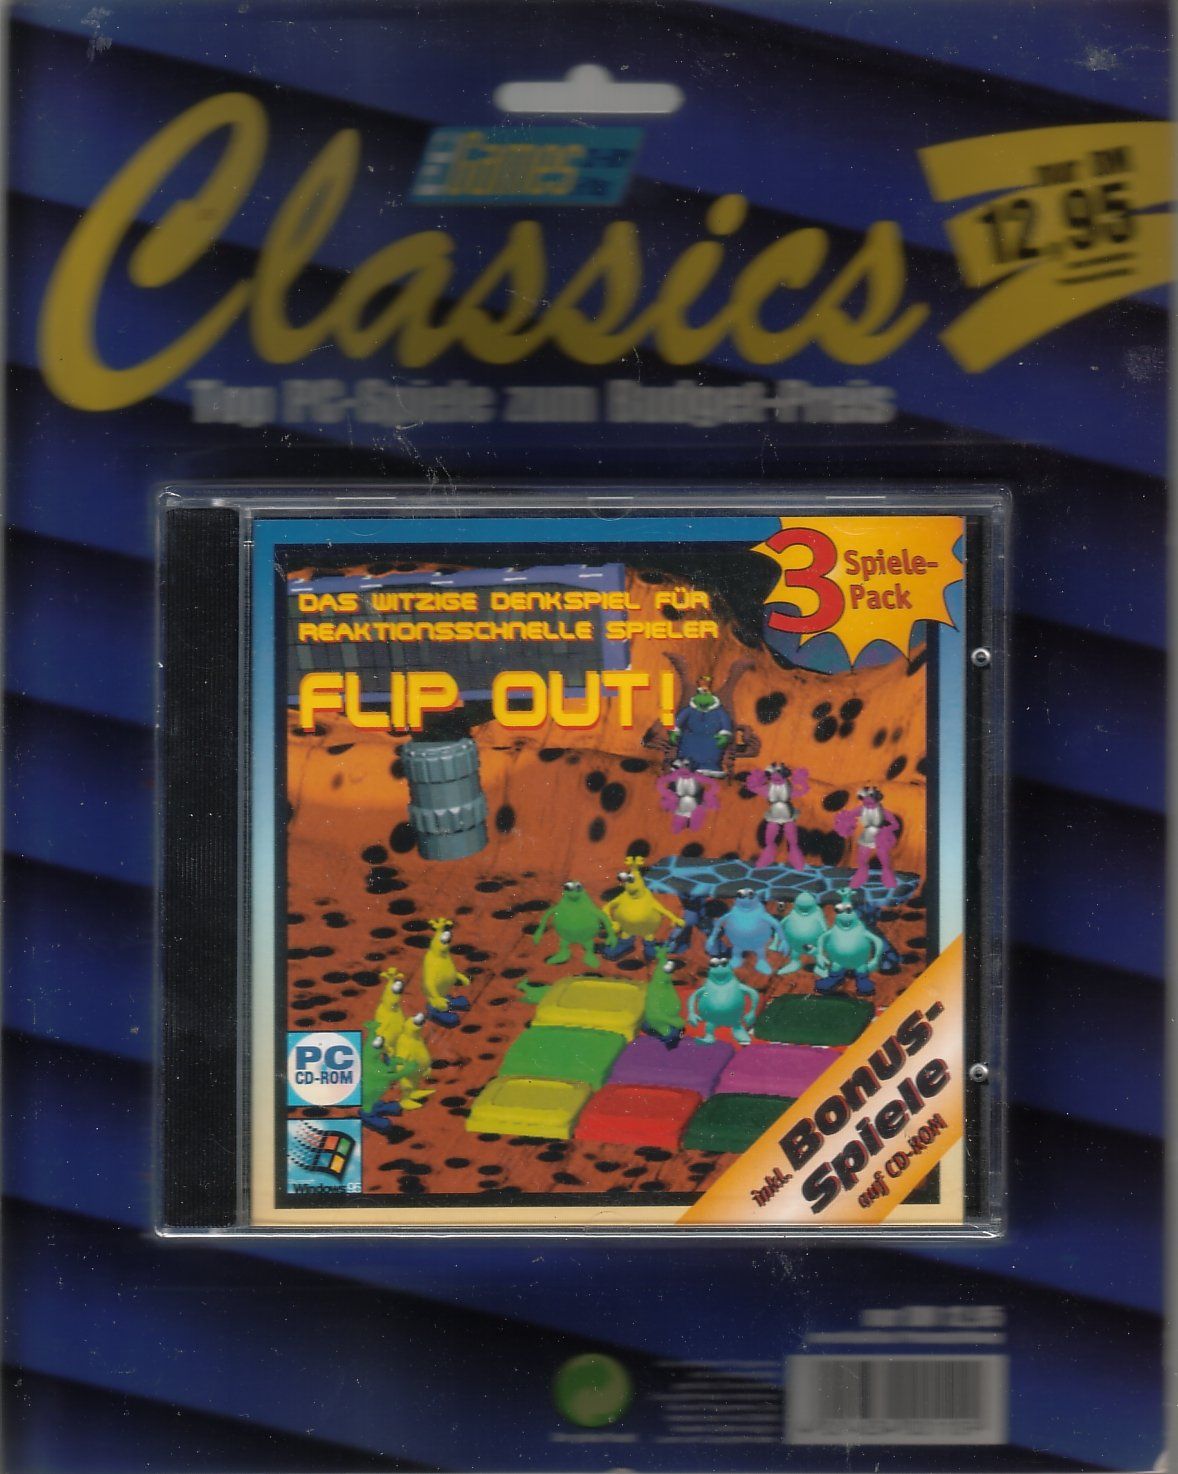 Games
Classics
nur DM
12,95
Top PC-Spiele zum Budget-Preis
3 Spiele-
Pack
DAS WITZIGE DENKSPIEL FÜR
REAKTIONSSCHNELLE SPIELER
FLIP OUT!
PC
CD-ROM
Windows 95
inkl. Bonus-
Spiele
auf CD-ROM